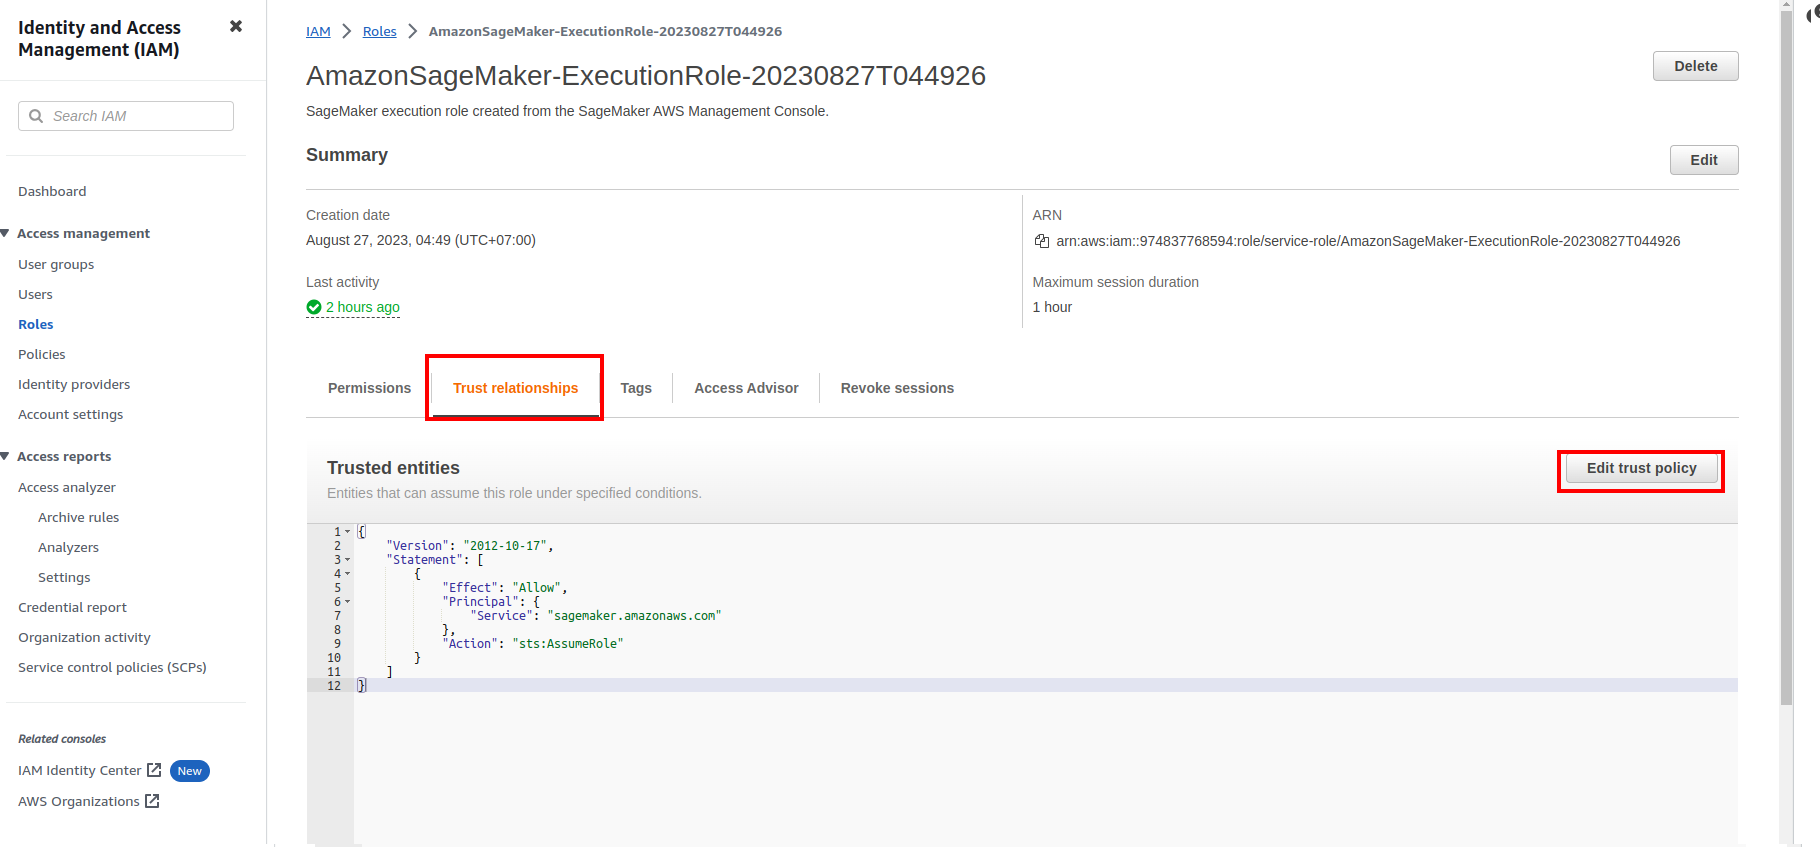 Identity and Access
Management (IAM)
Search IAM
Dashboard
Access management
User groups
Users
Roles
Policies
Identity providers
Account settings
Access reports
Access analyzer
Archive rules
Analyzers
Settings
Credential report
Organization activity
Service control policies (SCPs)
Related consoles
IAM Identity Center New
AWS Organizations
IAM Roles AmazonSageMaker-ExecutionRole-20230827T044926
AmazonSageMaker-ExecutionRole-20230827T044926
Delete
SageMaker execution role created from the SageMaker AWS Management Console.
Summary
Edit
Creation date
August 27, 2023, 04:49 (UTC+07:00)
Last activity
2 hours ago
ARN
arn:aws:iam::974837768594:role/service-role/AmazonSageMaker-ExecutionRole-20230827T044926
Maximum session duration
1 hour
Permissions Trust relationships Tags Access Advisor Revoke sessions
Trusted entities
Edit trust policy
Entities that can assume this role under specified conditions.
1 {
2 "Version": "2012-10-17",
3 "Statement": [
4 {
5 "Effect": "Allow",
6 "Principal": {
7 "Service": "sagemaker.amazonaws.com"
8 },
9 "Action": "sts:AssumeRole"
10 }
11 ]
12 }